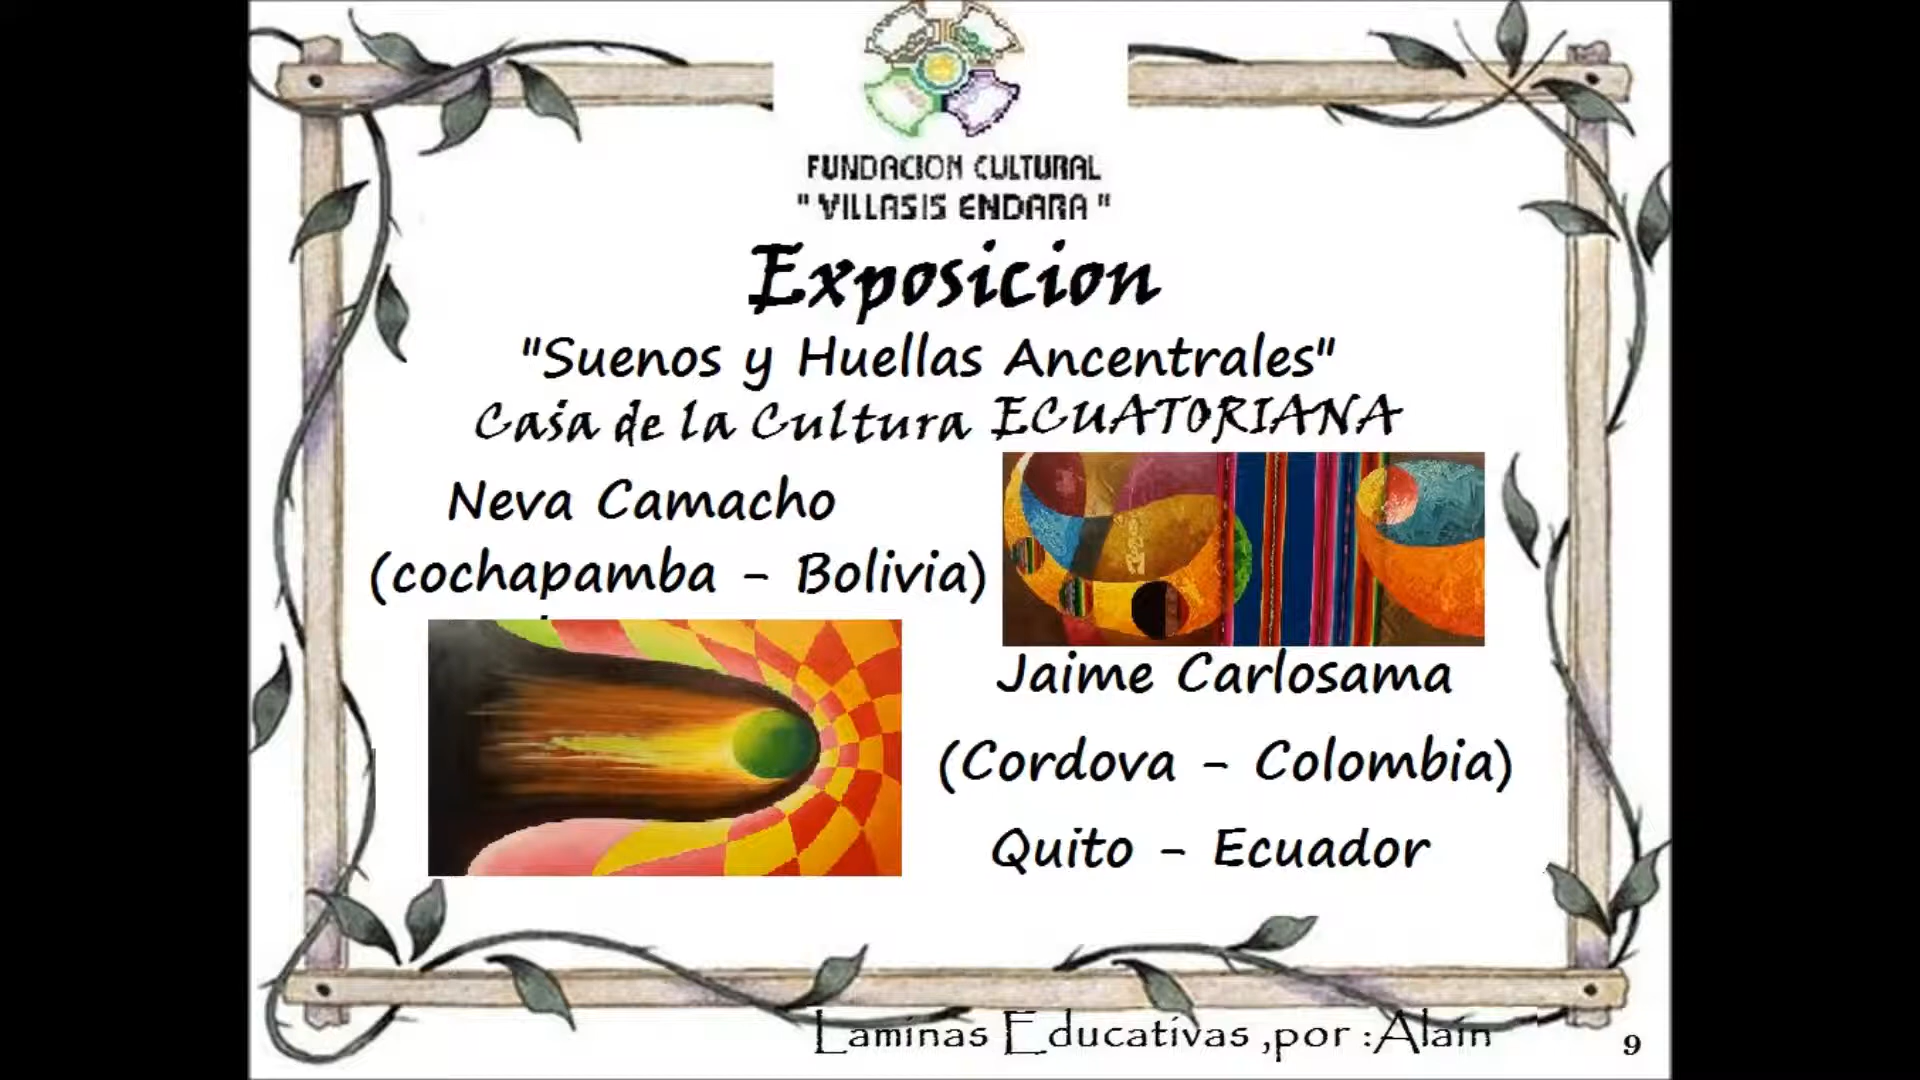 FUNDACION CULTURAL
" VILLASIS ENDARA "
Exposicion
"Suenos y Huellas Ancentrales"
Casa de la Cultura ECUATORIANA
Neva Camacho
(cochapamba - Bolivia)
Jaime Carlosama
(Cordova - Colombia)
Quito - Ecuador
Laminas Educativas ,por :Alain
9